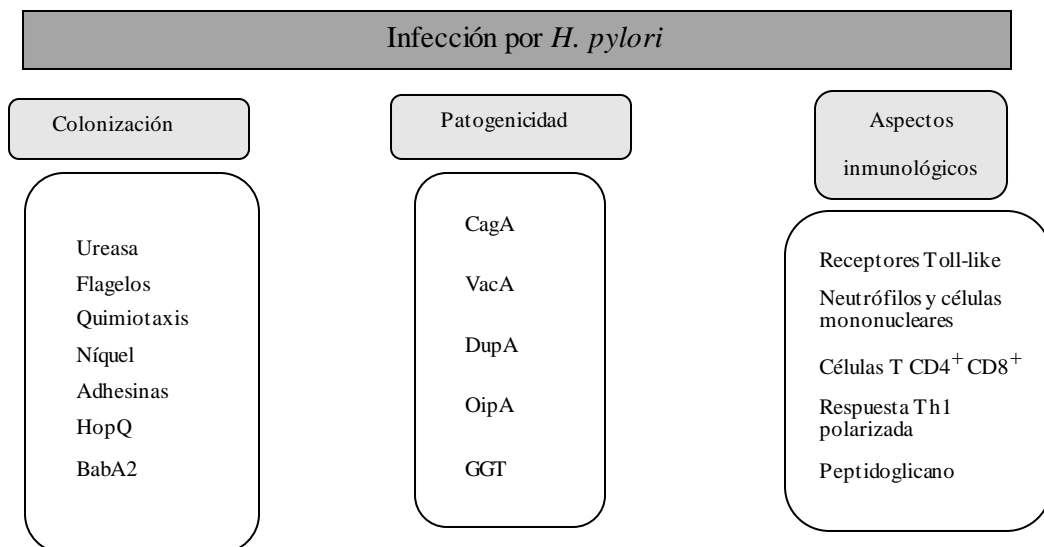 Infección por H. pylori
Colonización
Ureasa
Flagelos
Quimiotaxis
Níquel
Adhesinas
HopQ
BabA2
Patogenicidad
CagA
VacA
DupA
OipA
GGT
Aspectos
inmunológicos
Receptores Toll-like
Neutrófilos y células
mononucleares
Células T CD4⁺ CD8⁺
Respuesta Th1
polarizada
Peptidoglicano